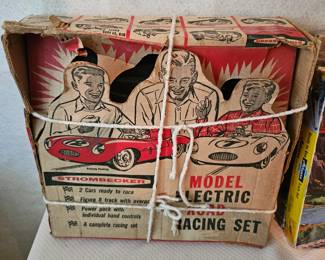 STROMBECKER
MODEL
ELECTRIC
ROAD
RACING SET
2 Cars ready to race
Figure 8 track with overpass
Power pack with
individual hand controls
A complete racing set